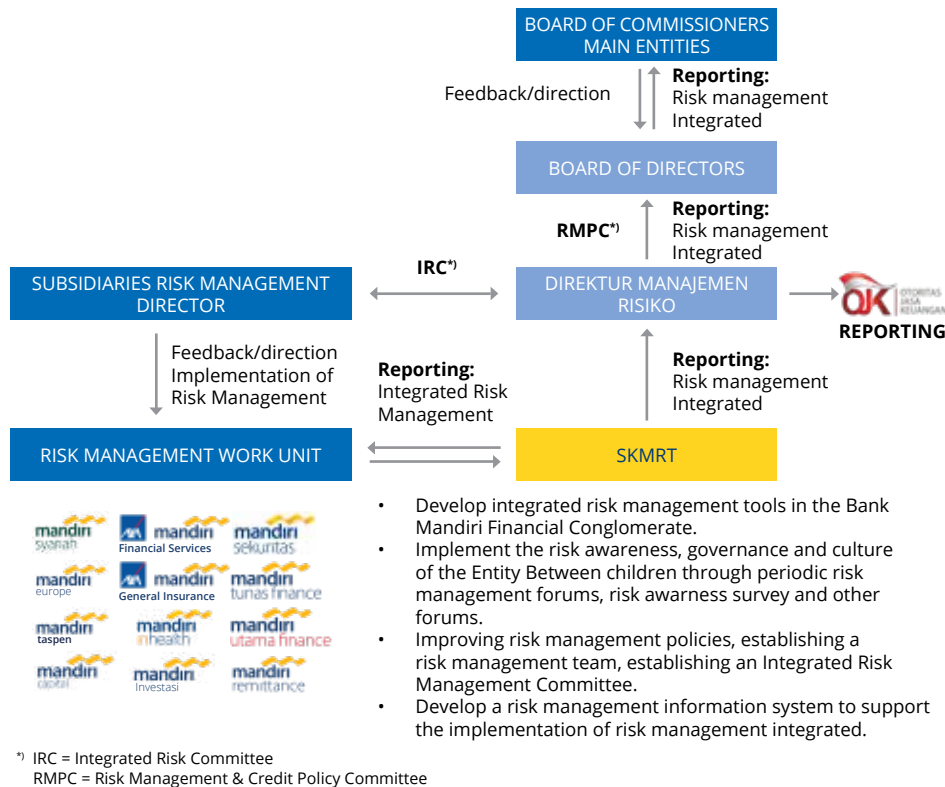 BOARD OF COMMISSIONERS
MAIN ENTITIES
Feedback/direction
Reporting:
Risk management
Integrated
BOARD OF DIRECTORS
RMPC*)
Reporting:
Risk management
Integrated
IRC*)
SUBSIDIARIES RISK MANAGEMENT
DIRECTOR
DIREKTUR MANAJEMEN
RISIKO
OJK OTORITAS
JASA
KEUANGAN
REPORTING
Feedback/direction
Implementation of
Risk Management
Reporting:
Integrated Risk
Management
Reporting:
Risk management
Integrated
RISK MANAGEMENT WORK UNIT
SKMRT
mandiri
syariah
AXA mandiri
Financial Services
mandiri
sekuritas
mandiri
europe
AXA mandiri
General Insurance
mandiri
tunas finance
mandiri
taspen
mandiri
inhealth
mandiri
utama finance
mandiri
capital
mandiri
Investasi
mandiri
remittance
• Develop integrated risk management tools in the Bank
Mandiri Financial Conglomerate.
• Implement the risk awareness, governance and culture
of the Entity Between children through periodic risk
management forums, risk awarness survey and other
forums.
• Improving risk management policies, establishing a
risk management team, establishing an Integrated Risk
Management Committee.
• Develop a risk management information system to support
the implementation of risk management integrated.
*) IRC = Integrated Risk Committee
RMPC = Risk Management & Credit Policy Committee